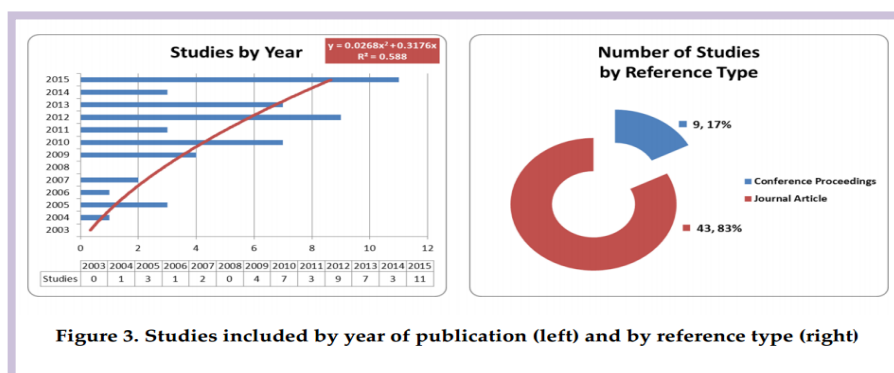 Studies by Year
y = 0.0268x² +0.3176x
R² = 0.588
2015
2014
2013
2012
2011
2010
2009
2008
2007
2006
2005
2004
2003
0 2 4 6 8 10 12
2003 2004 2005 2006 2007 2008 2009 2010 2011 2012 2013 2014 2015
Studies 0 1 3 1 2 0 4 7 3 9 7 3 11
Number of Studies
by Reference Type
9, 17%
Conference Proceedings
Journal Article
43, 83%
Figure 3. Studies included by year of publication (left) and by reference type (right)